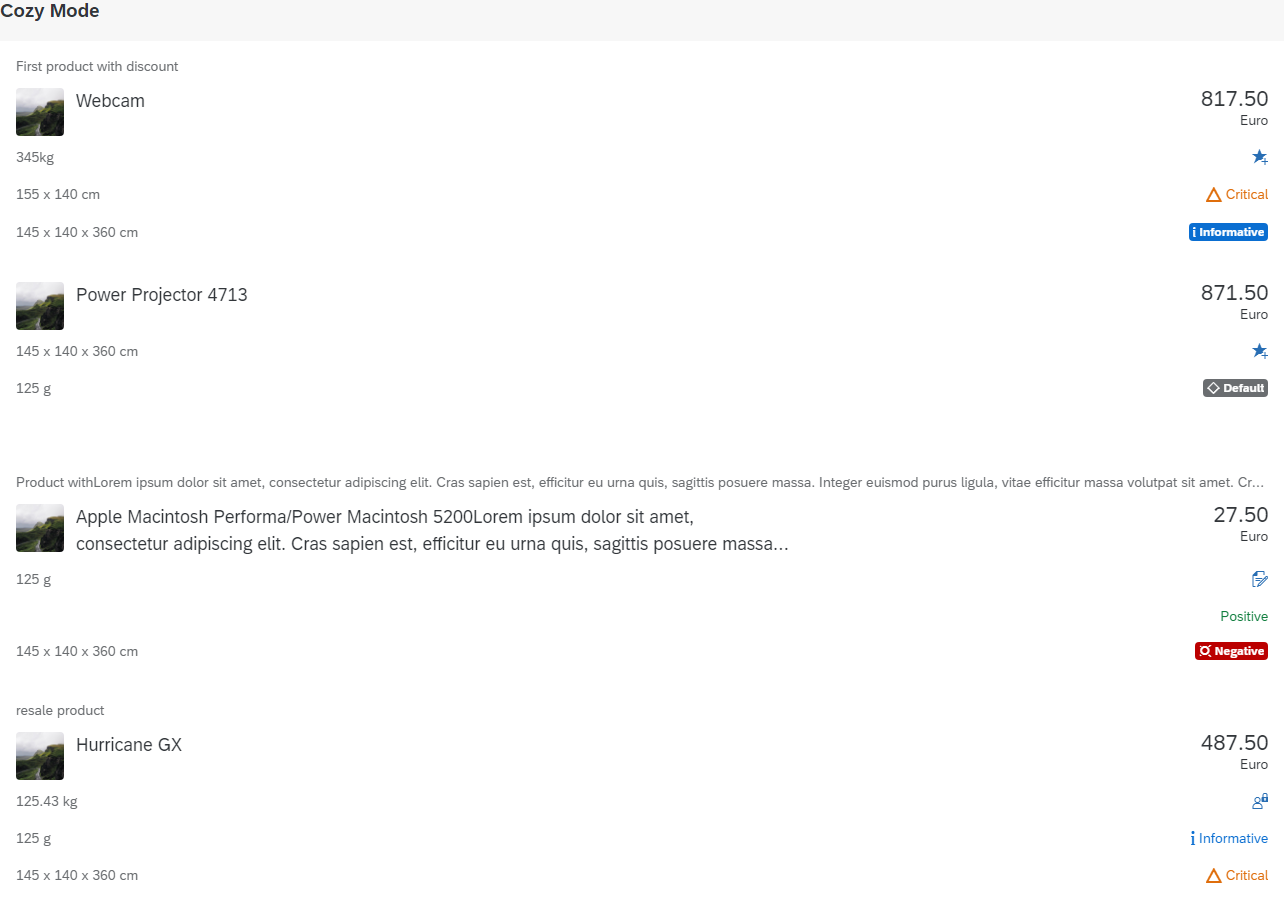 Cozy Mode
First product with discount
Webcam
817.50
Euro
345kg
155 x 140 cm
Critical
145 x 140 x 360 cm
Informative
Power Projector 4713
871.50
Euro
145 x 140 x 360 cm
125 g
Default
Product withLorem ipsum dolor sit amet, consectetur adipiscing elit. Cras sapien est, efficitur eu urna quis, sagittis posuere massa. Integer euismod purus ligula, vitae efficitur massa volutpat sit amet. Cr...
Apple Macintosh Performa/Power Macintosh 5200Lorem ipsum dolor sit amet,
consectetur adipiscing elit. Cras sapien est, efficitur eu urna quis, sagittis posuere massa...
27.50
Euro
125 g
Positive
145 x 140 x 360 cm
Negative
resale product
Hurricane GX
487.50
Euro
125.43 kg
125 g
Informative
145 x 140 x 360 cm
Critical